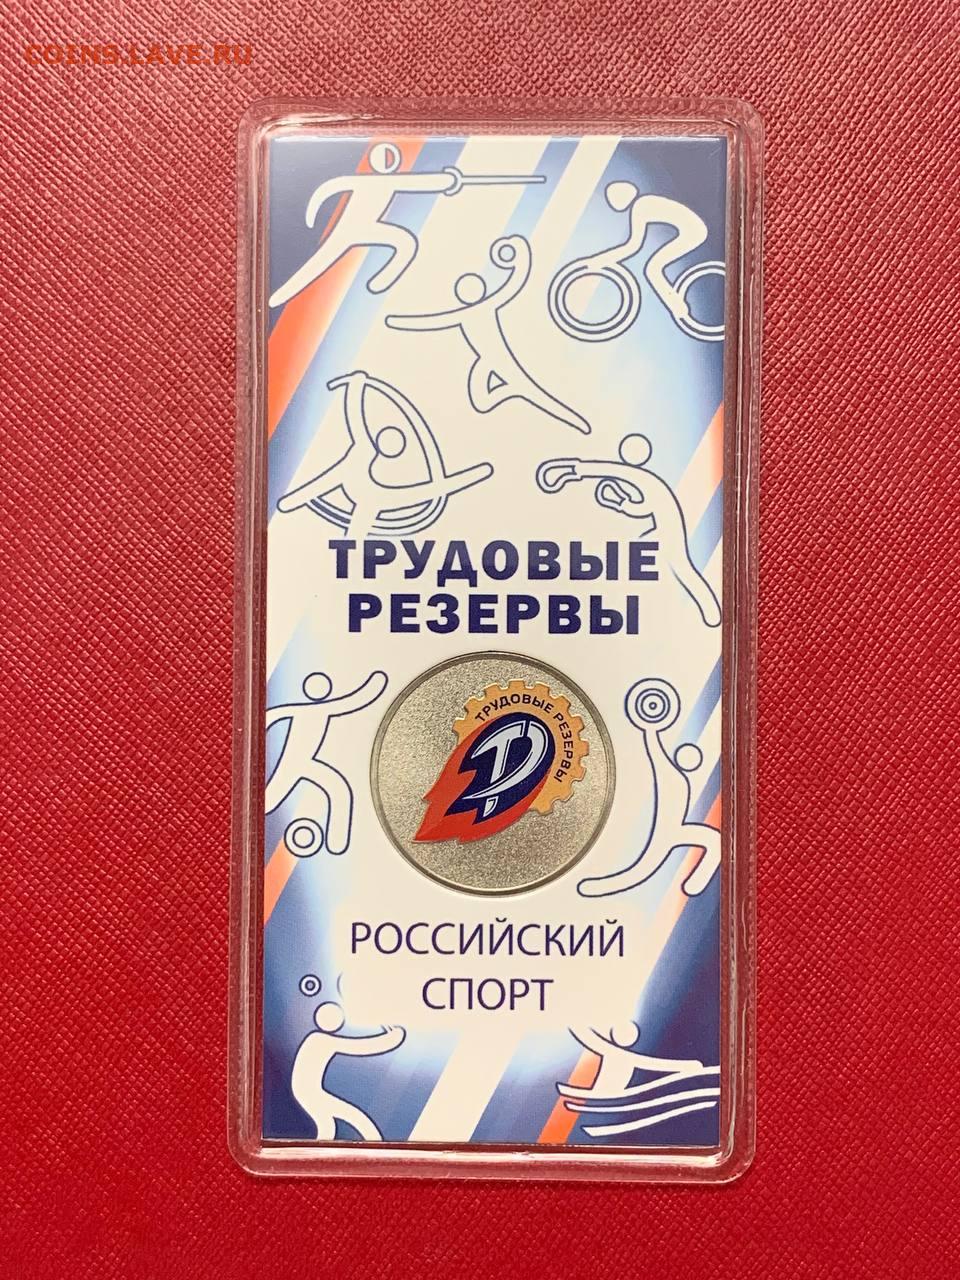 COINS.LAVE.RU
ТРУДОВЫЕ
РЕЗЕРВЫ
ТРУДОВЫЕ РЕЗЕРВЫ
РОССИЙСКИЙ
СПОРТ